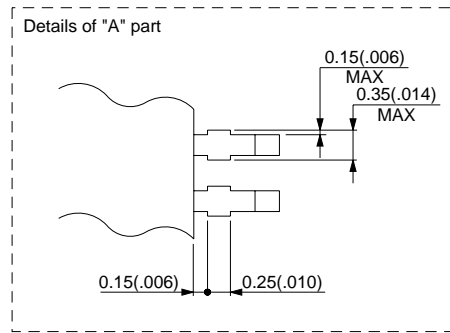 Details of "A" part
0.15(.006)
MAX
0.35(.014)
MAX
0.15(.006)
0.25(.010)